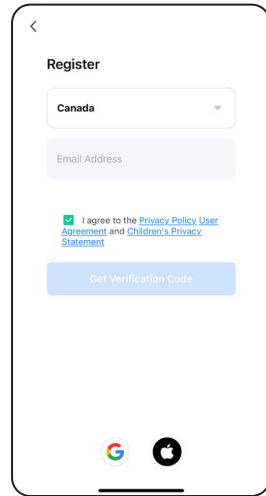 Register
Canada
Email Address
I agree to the Privacy Policy User
Agreement and Children's Privacy
Statement
Get Verification Code